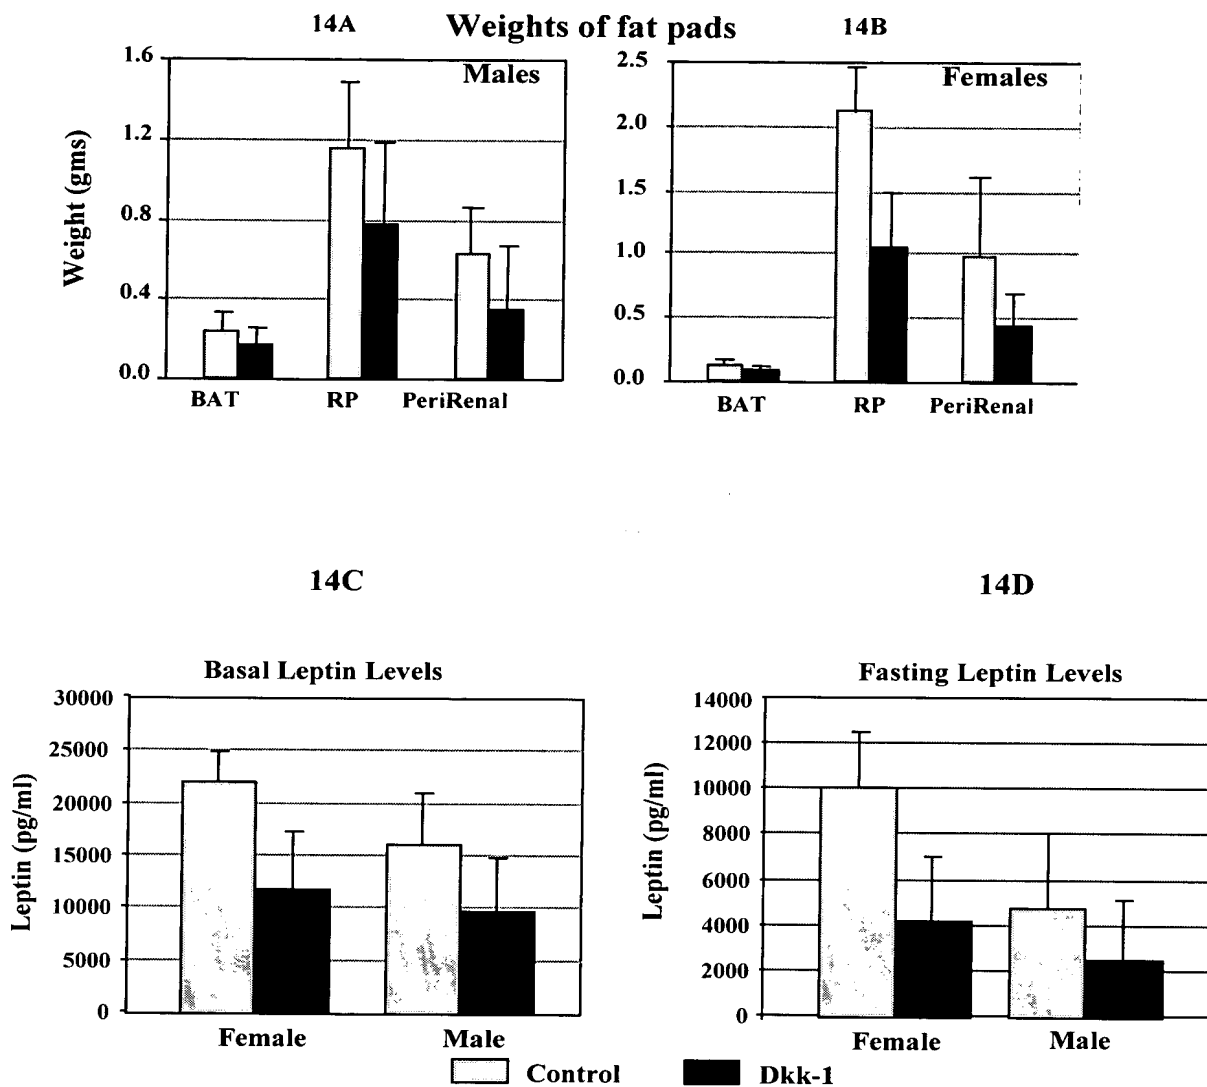 14A Weights of fat pads 14B
Males
Weight (gms)
1.6
1.2
0.8
0.4
0.0
BAT RP PeriRenal
Females
2.5
2.0
1.5
1.0
0.5
0.0
BAT RP PeriRenal
14C
Basal Leptin Levels
Leptin (pg/ml)
30000
25000
20000
15000
10000
5000
0
Female Male
14D
Fasting Leptin Levels
Leptin (pg/ml)
14000
12000
10000
8000
6000
4000
2000
0
Female Male
Control Dkk-1